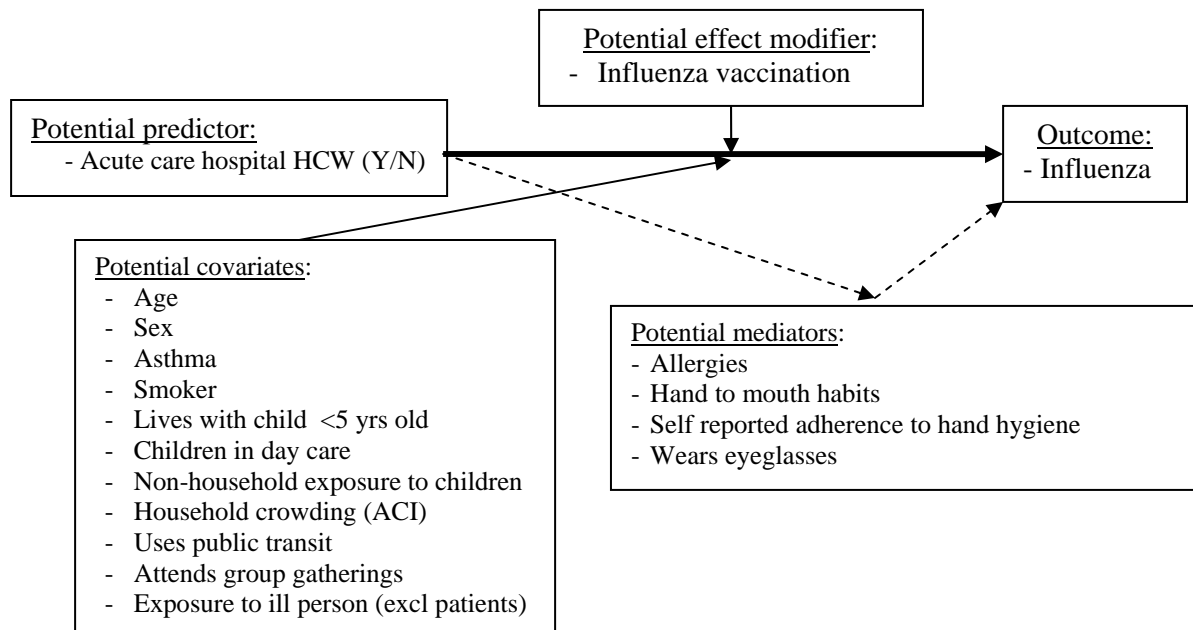 Potential effect modifier:
- Influenza vaccination
Potential predictor:
- Acute care hospital HCW (Y/N)
Outcome:
- Influenza
Potential covariates:
- Age
- Sex
- Asthma
- Smoker
- Lives with child <5 yrs old
- Children in day care
- Non-household exposure to children
- Household crowding (ACI)
- Uses public transit
- Attends group gatherings
- Exposure to ill person (excl patients)
Potential mediators:
- Allergies
- Hand to mouth habits
- Self reported adherence to hand hygiene
- Wears eyeglasses